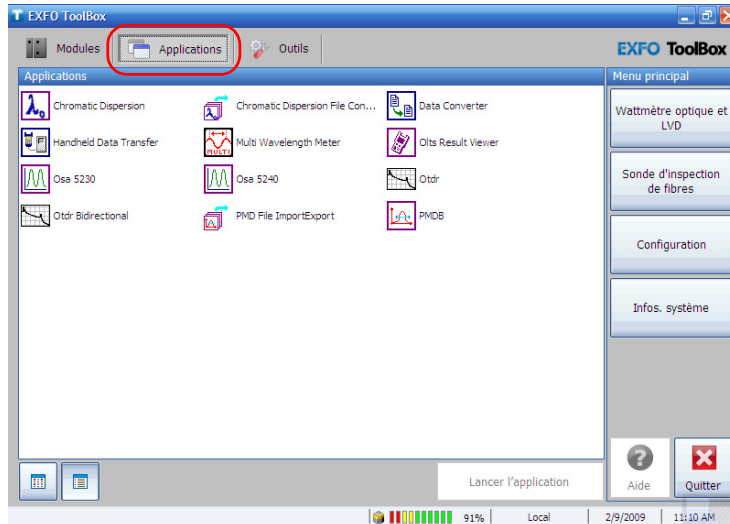 EXFO ToolBox
Modules
Applications
Outils
EXFO ToolBox
Applications
Menu principal
Chromatic Dispersion
Chromatic Dispersion File Con...
Data Converter
Handheld Data Transfer
MULTI
Multi Wavelength Meter
Olts Result Viewer
Osa 5230
Osa 5240
Otdr
Otdr Bidirectional
PMD File ImportExport
PMDB
Wattmètre optique et
LVD
Sonde d'inspection
de fibres
Configuration
Infos. système
Lancer l'application
Aide
Quitter
91%
Local
2/9/2009
11:10 AM